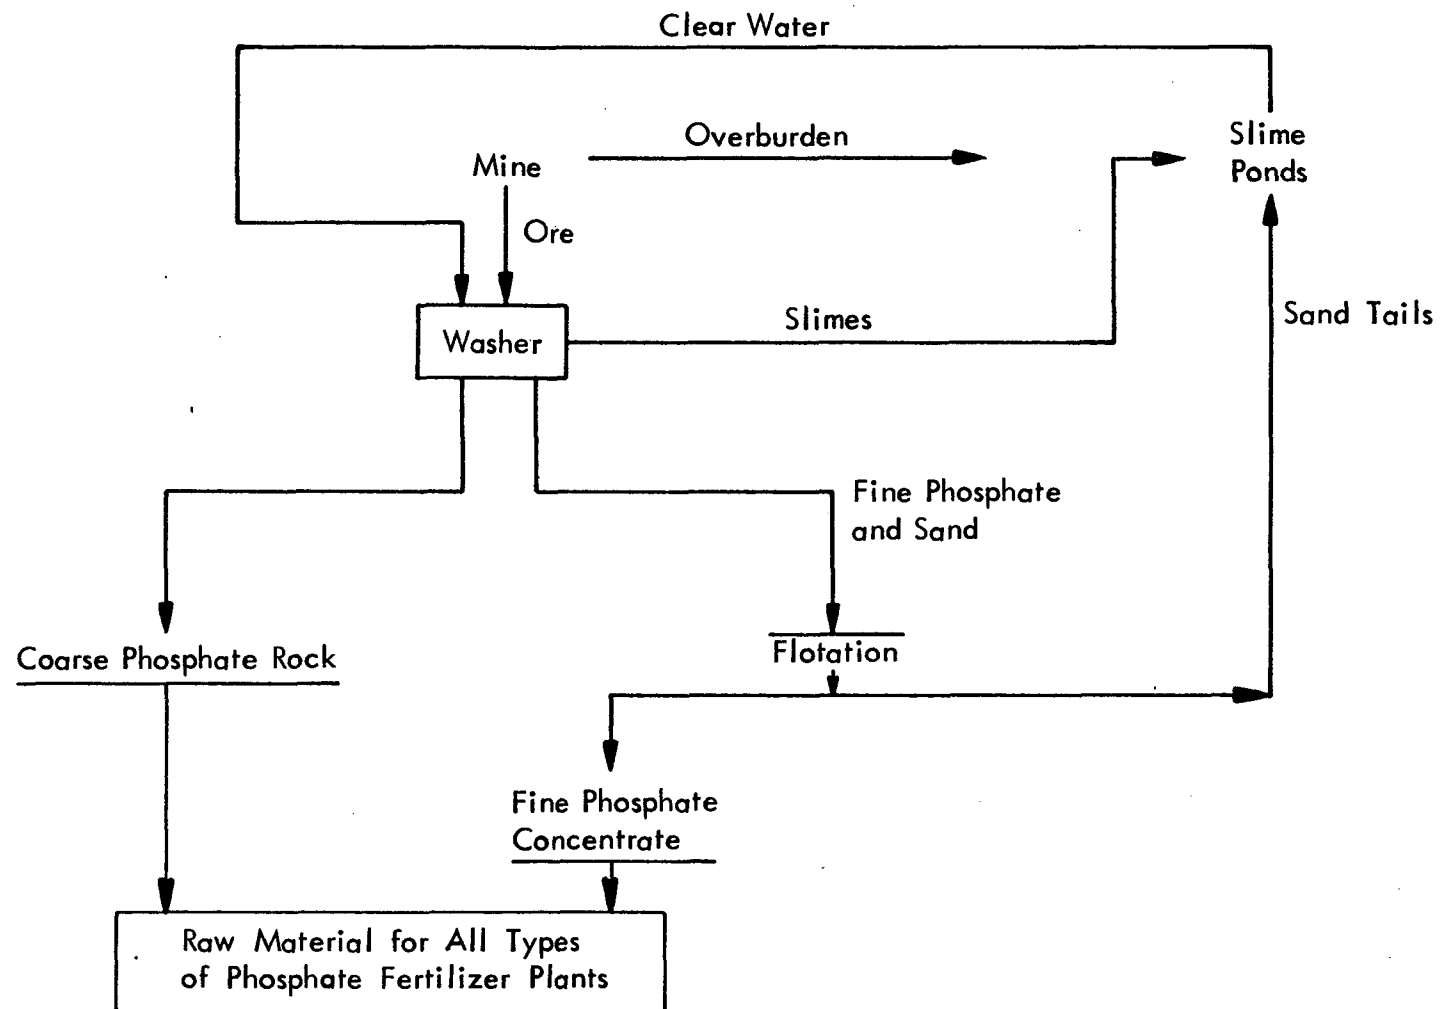 Clear Water
Overburden
Slime
Ponds
Mine
Ore
Sand Tails
Slimes
Washer
Fine Phosphate
and Sand
Coarse Phosphate Rock
Flotation
Fine Phosphate
Concentrate
Raw Material for All Types
of Phosphate Fertilizer Plants